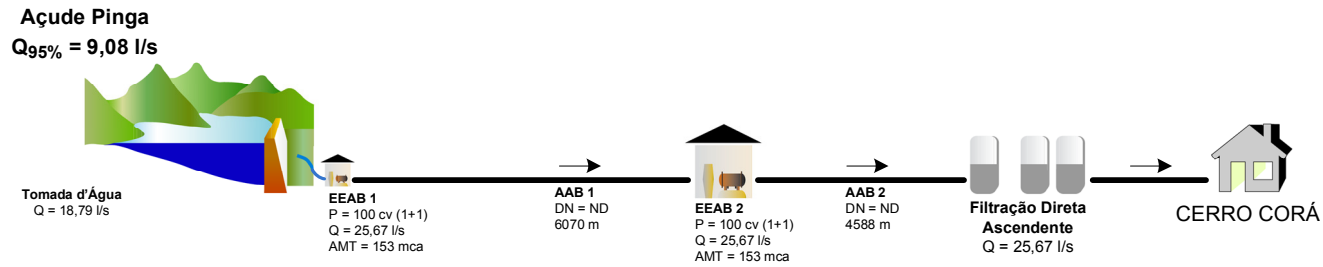 Açude Pinga
Q95% = 9,08 l/s
Tomada d'Água
Q = 18,79 l/s
EEAB 1
P = 100 cv (1+1)
Q = 25,67 l/s
AMT = 153 mca
AAB 1
DN = ND
6070 m
EEAB 2
P = 100 cv (1+1)
Q = 25,67 l/s
AMT = 153 mca
AAB 2
DN = ND
4588 m
Filtração Direta
Ascendente
Q = 25,67 l/s
CERRO CORÁ